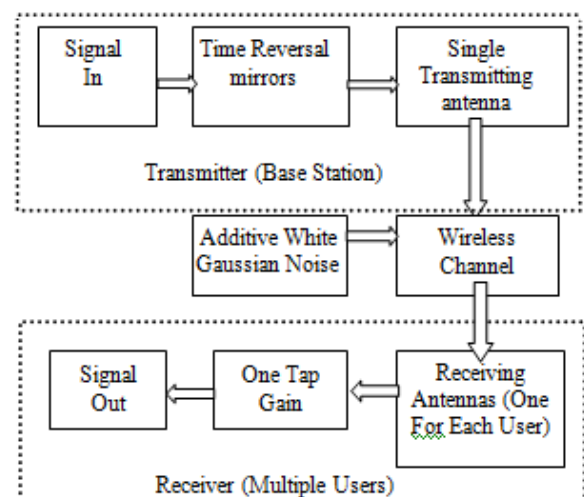 Signal
In
Time Reversal
mirrors
Single
Transmitting
antenna
Transmitter (Base Station)
Additive White
Gaussian Noise
Wireless
Channel
Signal
Out
One Tap
Gain
Receiving
Antennas (One
For Each User)
Receiver (Multiple Users)